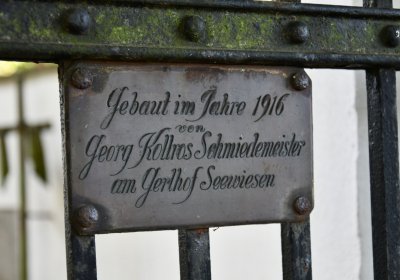 Gebaut im Jahre 1916
von
Georg Kollros Schmiedemeister
am Gerlhof Seewiesen